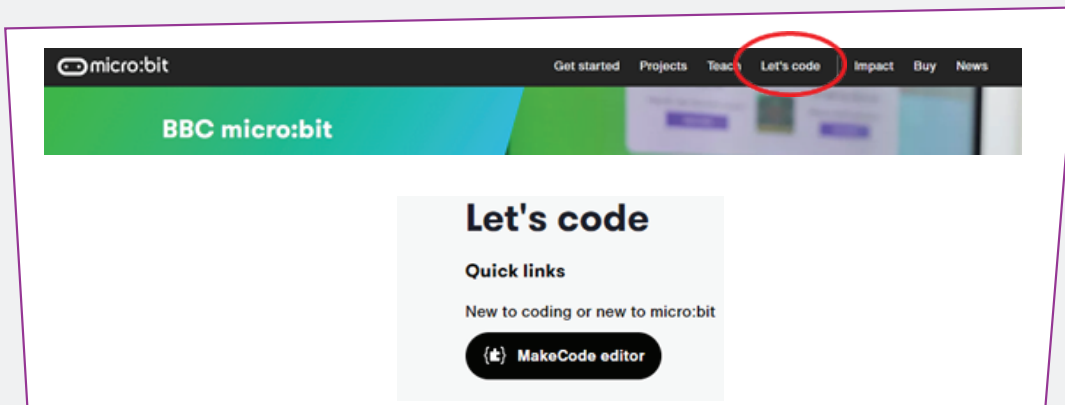 micro:bit Get started Projects Teach Let's code Impact Buy News
BBC micro:bit
Let's code
Quick links
New to coding or new to micro:bit
MakeCode editor